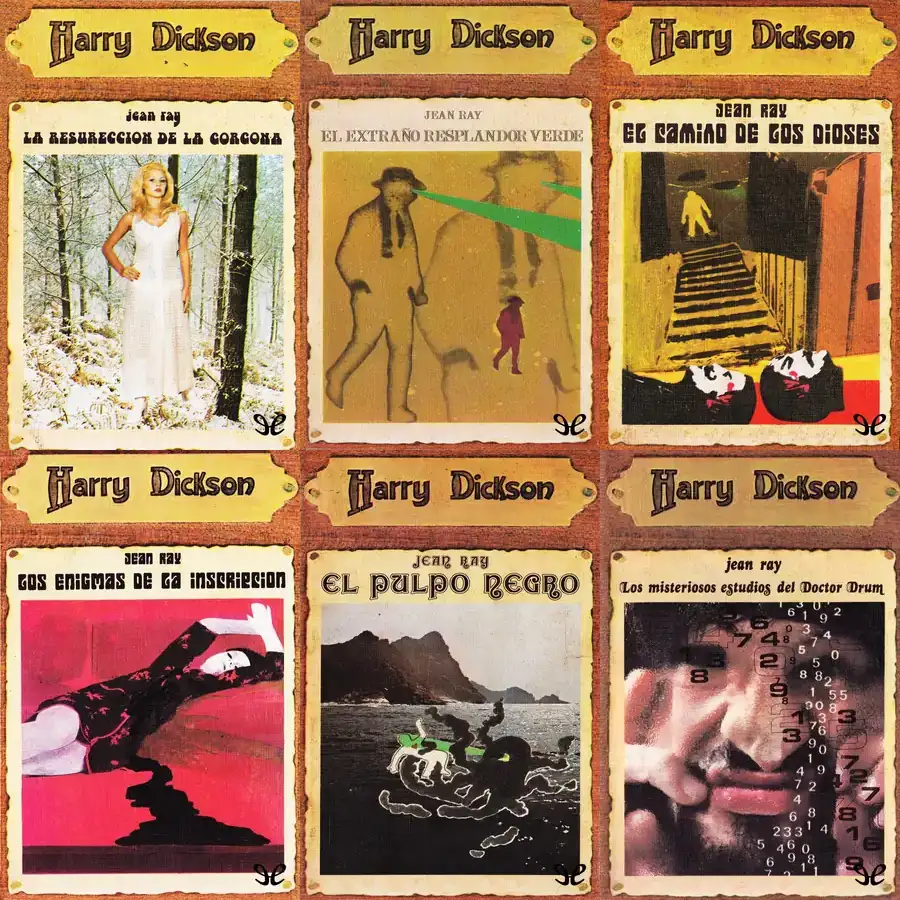 Harry Dickson
jean ray
LA RESURECCION DE LA GORGONA
Harry Dickson
JEAN RAY
EL EXTRAÑO RESPLANDOR VERDE
Harry Dickson
JEAN RAY
EL CAMINO DE LOS DIOSES
Harry Dickson
JEAN RAY
LOS ENIGMAS DE LA INSCRIPCION
Harry Dickson
JEAN RAY
EL PULPO NEGRO
Harry Dickson
jean ray
Los misteriosos estudios del Doctor Drum